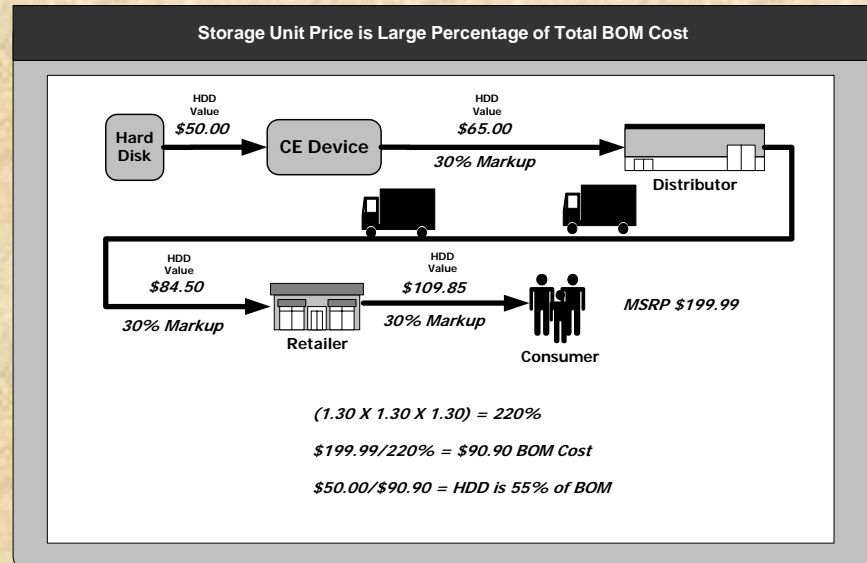 Storage Unit Price is Large Percentage of Total BOM Cost
HDD
Value
$50.00
HDD
Value
$65.00
Hard
Disk
CE Device
30% Markup
Distributor
HDD
Value
$84.50
HDD
Value
$109.85
30% Markup
Retailer
30% Markup
Consumer
MSRP $199.99
(1.30 X 1.30 X 1.30) = 220%
$199.99/220% = $90.90 BOM Cost
$50.00/$90.90 = HDD is 55% of BOM